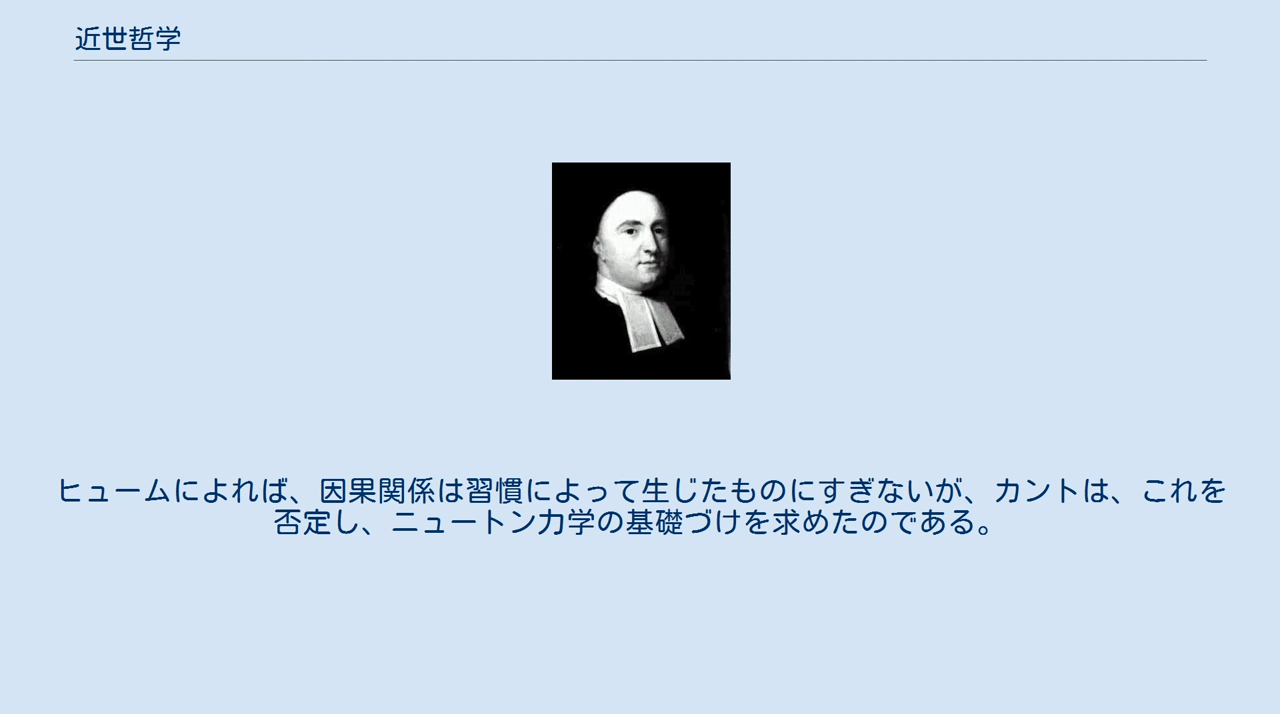 近世哲学
ヒュームによれば、因果関係は習慣によって生じたものにすぎないが、カントは、これを
否定し、ニュートン力学の基礎づけを求めたのである。